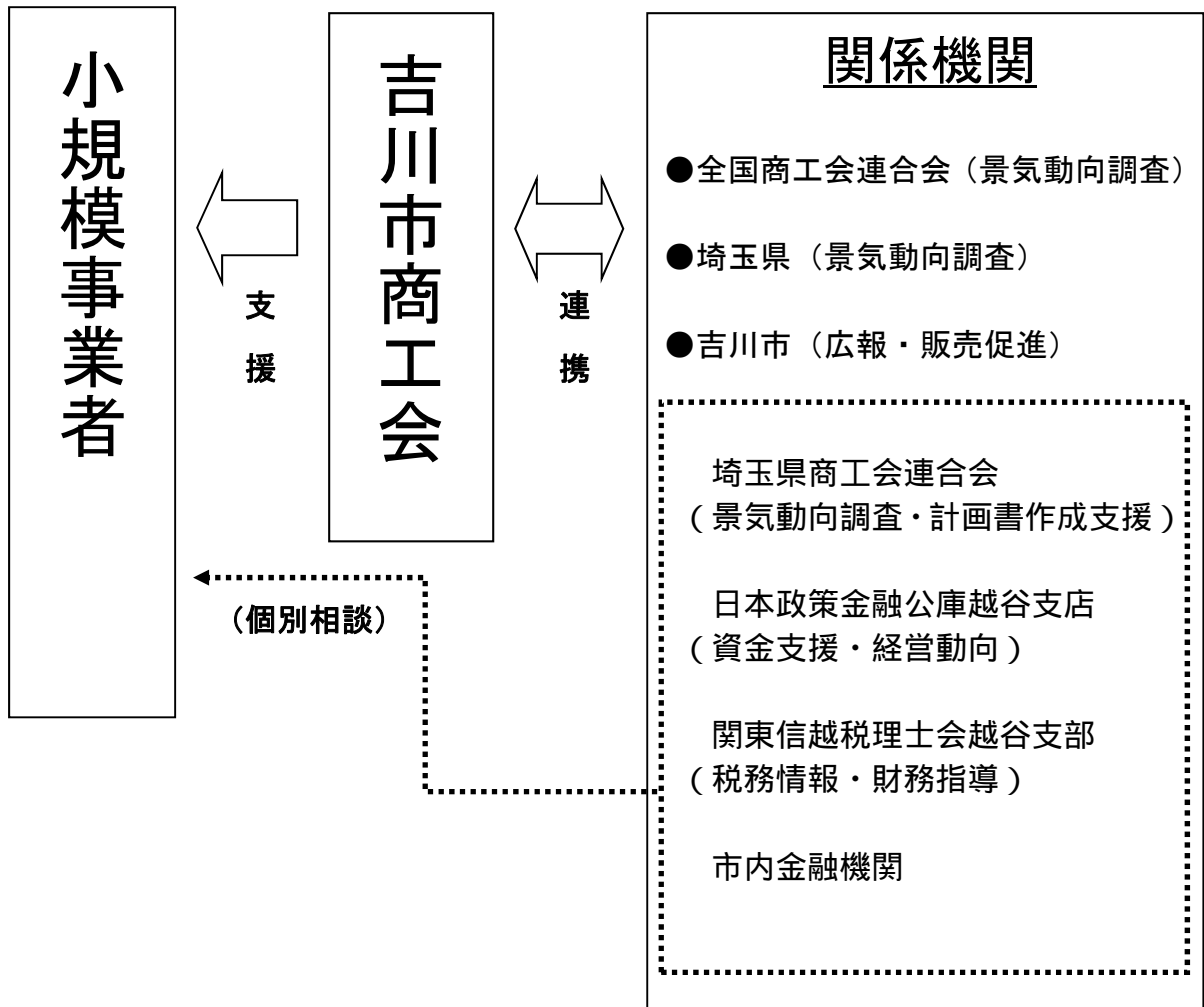 小規模事業者
支援
吉川市商工会
連携
(個別相談)
関係機関
●全国商工会連合会（景気動向調査）
●埼玉県（景気動向調査）
●吉川市（広報・販売促進）
埼玉県商工会連合会
(景気動向調査・計画書作成支援)
日本政策金融公庫越谷支店
(資金支援・経営動向)
関東信越税理士会越谷支部
(税務情報・財務指導)
市内金融機関